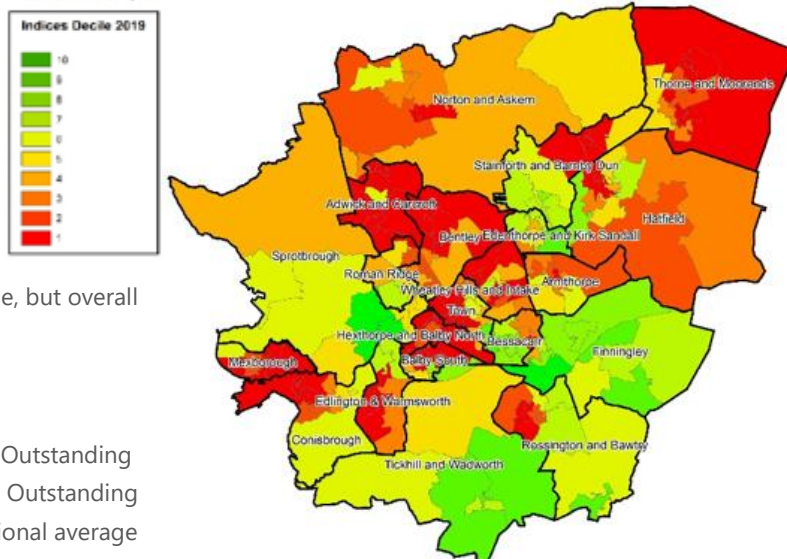 Indices Decile 2019
10
9
8
7
6
5
4
3
2
1
Thorne and Moorends
Norton and Askern
Stainforth and Barnby Dun
Adwick and Carcroft
Hatfield
Bentley
Edenthorpe and Kirk Sandall
Sprotbrough
Roman Ridge
Armthorpe
Wheatley Hills and Intake
Town
Hexthorpe and Balby North
Bessacarr
Finningley
Mexborough
Balby South
Edlington & Warmsworth
Conisbrough
Rossington and Bawtry
Tickhill and Wadworth
e, but overall
Outstanding
Outstanding
ional average